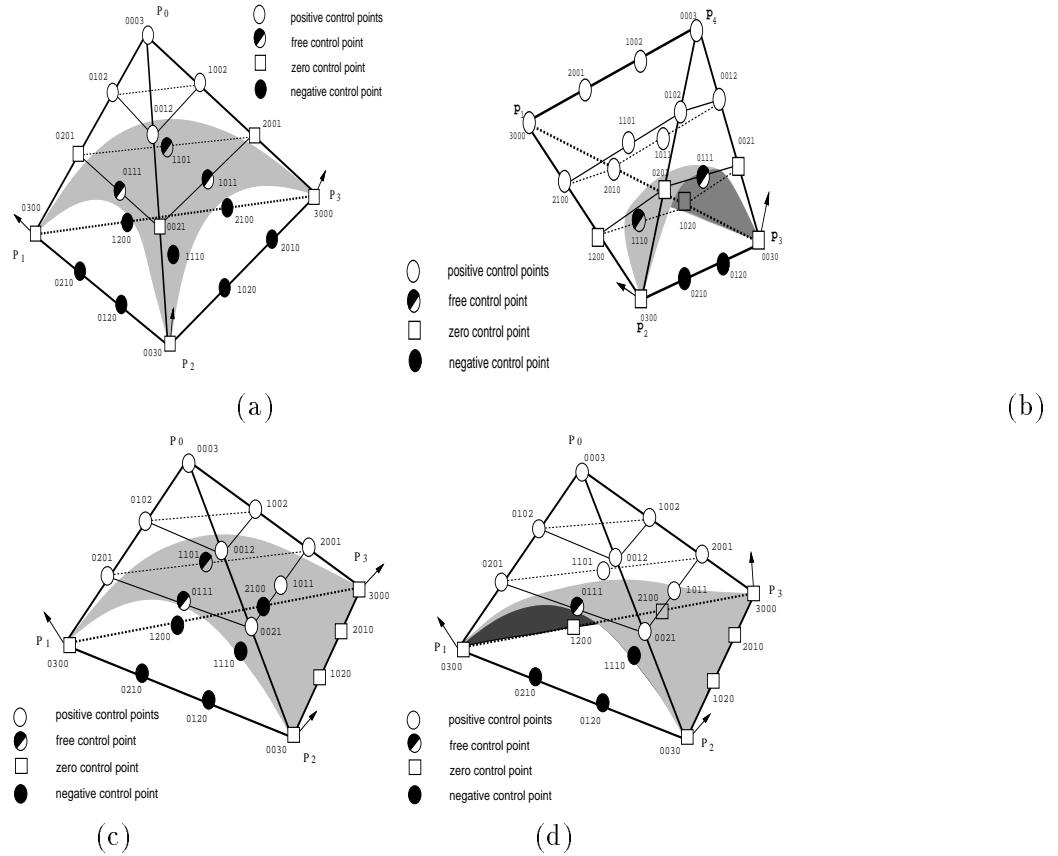 P0
0003
positive control points
free control point
zero control point
negative control point
0102
1002
0012
0201
2001
1101
0111
1011
P3
3000
0300
P1
1200
2100
0021
1110
2010
0210
1020
0120
0030
P2
(a)
0003
P4
1002
2001
0012
0102
P1
3000
1101
1011
0021
2010
0201
0111
2100
1020
1110
P3
0030
1200
0120
0210
0300
P2
positive control points
free control point
zero control point
negative control point
(b)
P0
0003
0102
1002
0012
2001
1101
0201
P3
3000
0111
2100
1011
P1
0300
1200
0021
2010
1110
1020
0210
0120
0030
P2
positive control points
free control point
zero control point
negative control point
(c)
P0
0003
0102
1002
0012
2001
1101
0201
0111
2100
1011
P3
3000
P1
0300
1200
0021
2010
1110
1020
0210
0120
0030
P2
positive control points
free control point
zero control point
negative control point
(d)